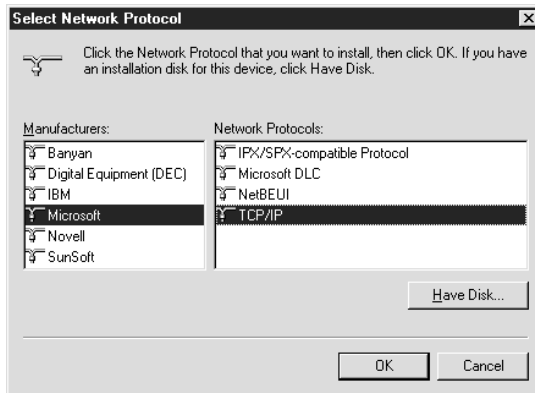 Select Network Protocol
Click the Network Protocol that you want to install, then click OK. If you have
an installation disk for this device, click Have Disk.
Manufacturers:
Banyan
Digital Equipment (DEC)
IBM
Microsoft
Novell
SunSoft
Network Protocols:
IPX/SPX-compatible Protocol
Microsoft DLC
NetBEUI
TCP/IP
Have Disk...
OK
Cancel